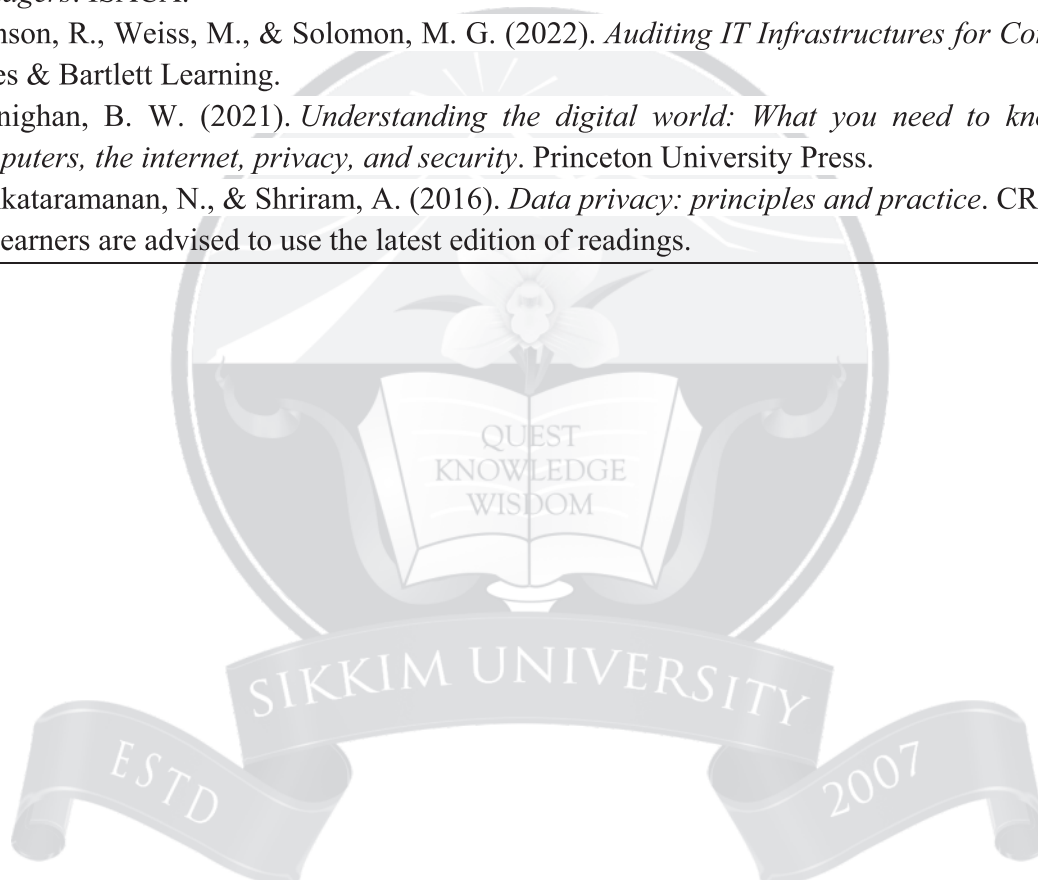 agers. ISACA.
nson, R., Weiss, M., & Solomon, M. G. (2022). Auditing IT Infrastructures for Co
es & Bartlett Learning.
nighan, B. W. (2021). Understanding the digital world: What you need to kn
puters, the internet, privacy, and security. Princeton University Press.
kataramanan, N., & Shriram, A. (2016). Data privacy: principles and practice. CR
earners are advised to use the latest edition of readings.
QUEST
KNOWLEDGE
WISDOM
SIKKIM UNIVERSITY
ESTD
2007